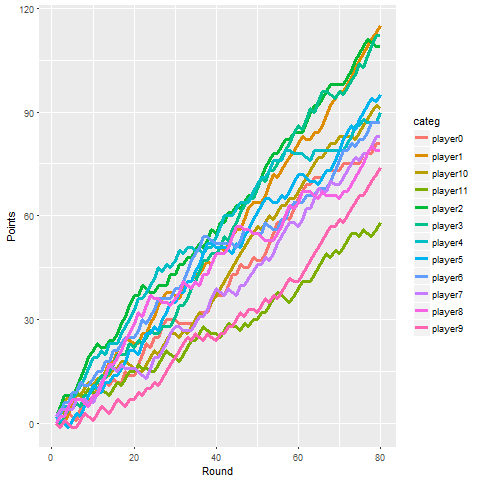 120
90
60
30
0
Points
0
20
40
60
80
Round
categ
player0
player1
player10
player11
player2
player3
player4
player5
player6
player7
player8
player9